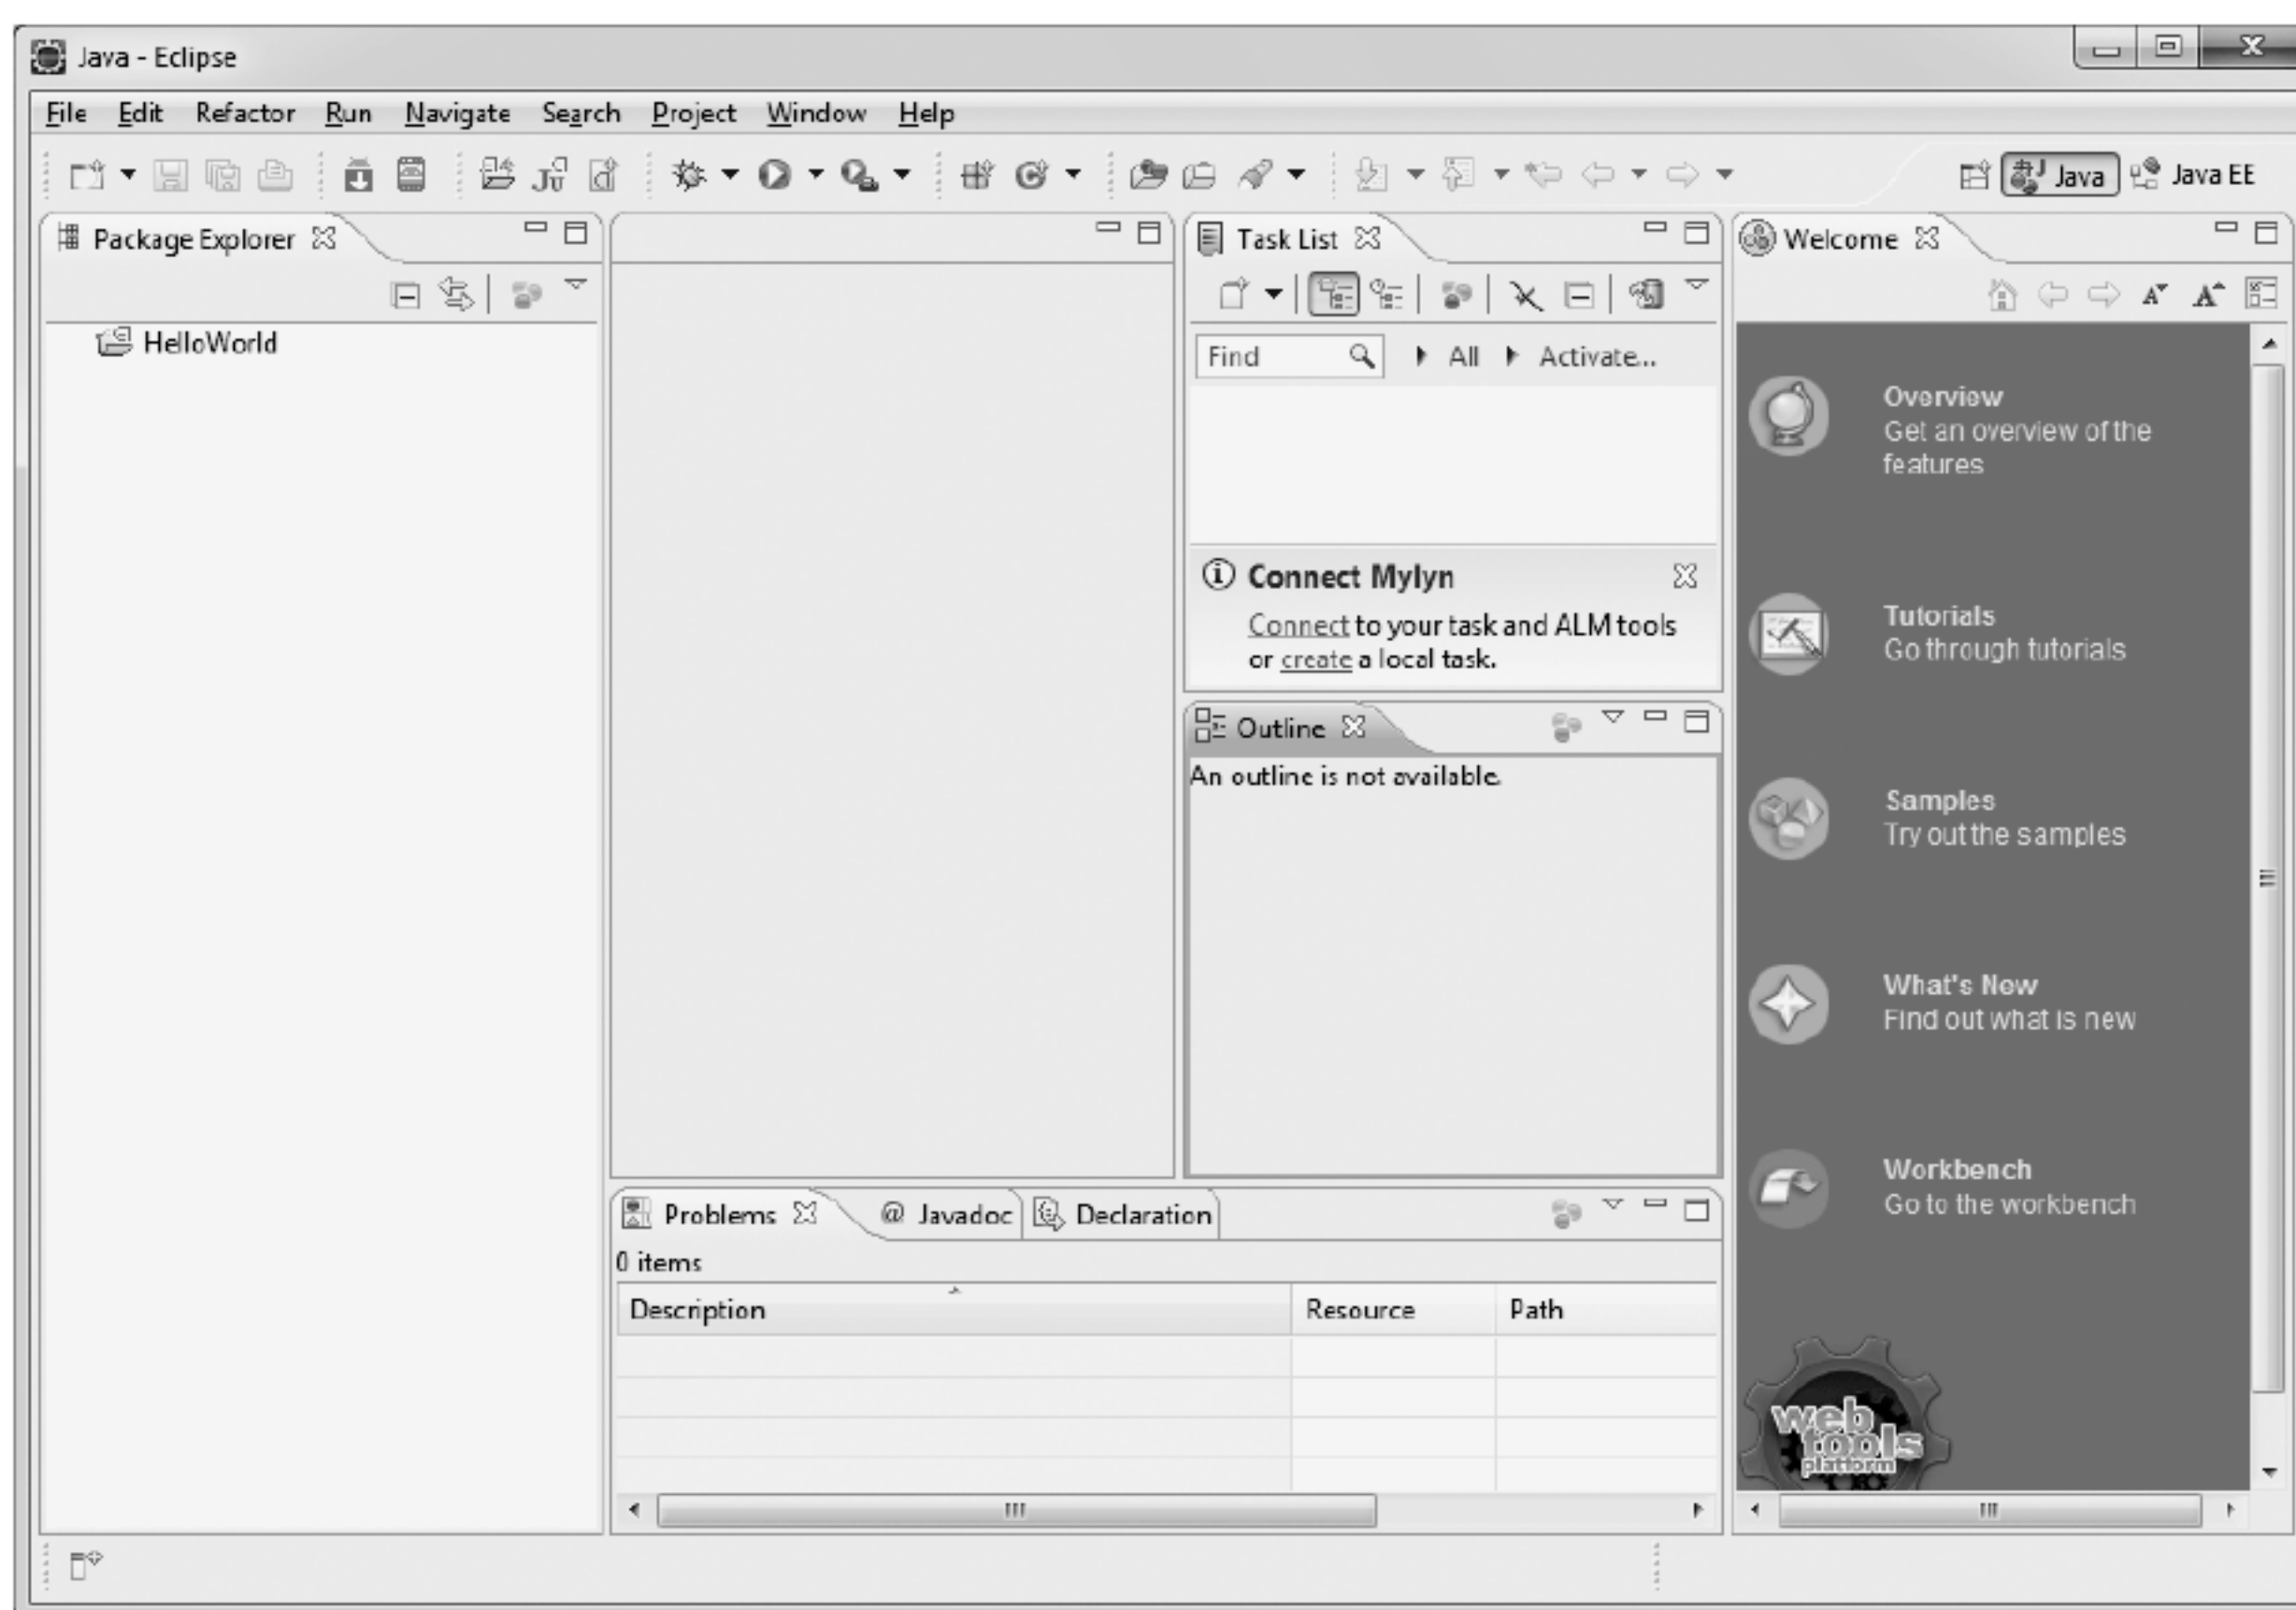 Java - Eclipse
File Edit Refactor Run Navigate Search Project Window Help
Java Java EE
Package Explorer
HelloWorld
Task List
Find All Activate...
Connect Mylyn
Connect to your task and ALM tools
or create a local task.
Outline
An outline is not available.
Problems @ Javadoc Declaration
0 items
Description Resource Path
Welcome
Overview
Get an overview of the
features
Tutorials
Go through tutorials
Samples
Try out the samples
What's New
Find out what is new
Workbench
Go to the workbench
web
tools
platform